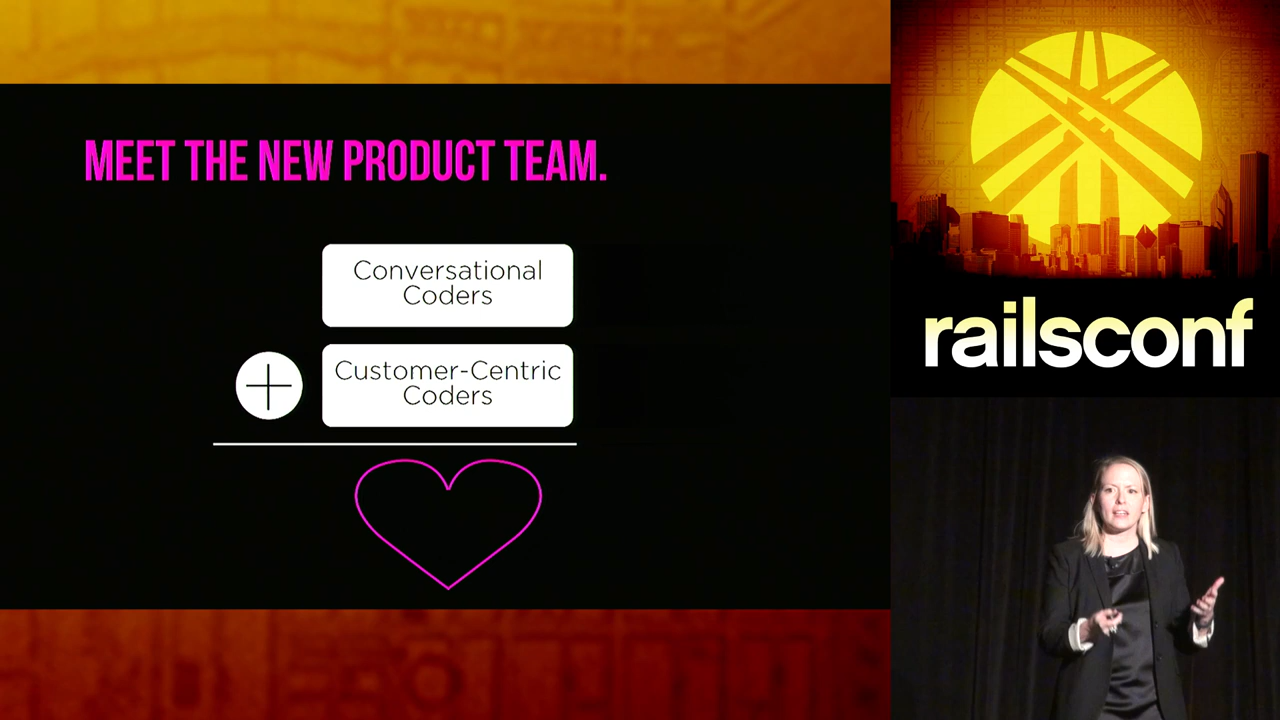 MEET THE NEW PRODUCT TEAM.
Conversational
Coders
Customer-Centric
Coders
railsconf